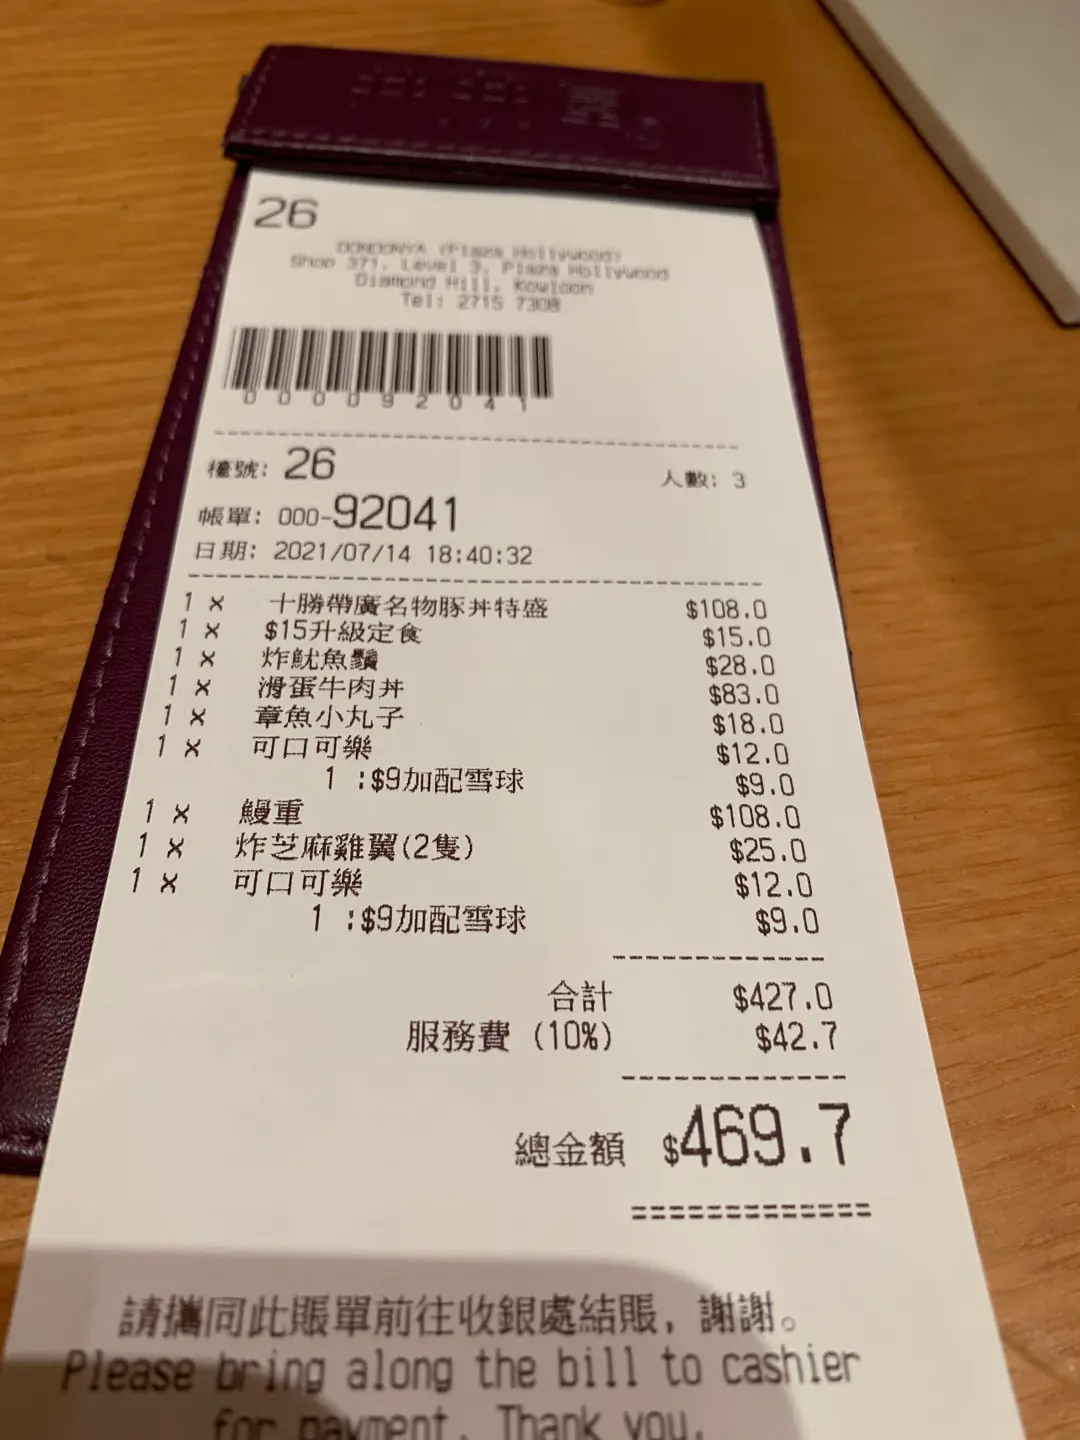 26
DONDONYA (Plaza Hollywood)
Shop 371, Level 3, Plaza Hollywood
Diamond Hill, Kowloon
Tel: 2715 7308
00092041
檯號: 26 人數: 3
帳單: 000-92041
日期: 2021/07/14 18:40:32
1 x 十勝帶廣名物豚丼特盛 $108.0
1 x $15升級定食 $15.0
1 x 炸魷魚鬚 $28.0
1 x 滑蛋牛肉丼 $83.0
1 x 章魚小丸子 $18.0
1 x 可口可樂 $12.0
1 :$9加配雪球 $9.0
1 x 鰻重 $108.0
1 x 炸芝麻雞翼(2隻) $25.0
1 x 可口可樂 $12.0
1 :$9加配雪球 $9.0
合計 $427.0
服務費 (10%) $42.7
總金額 $469.7
請攜同此賬單前往收銀處結賬, 謝謝。
Please bring along the bill to cashier
for payment. Thank you.